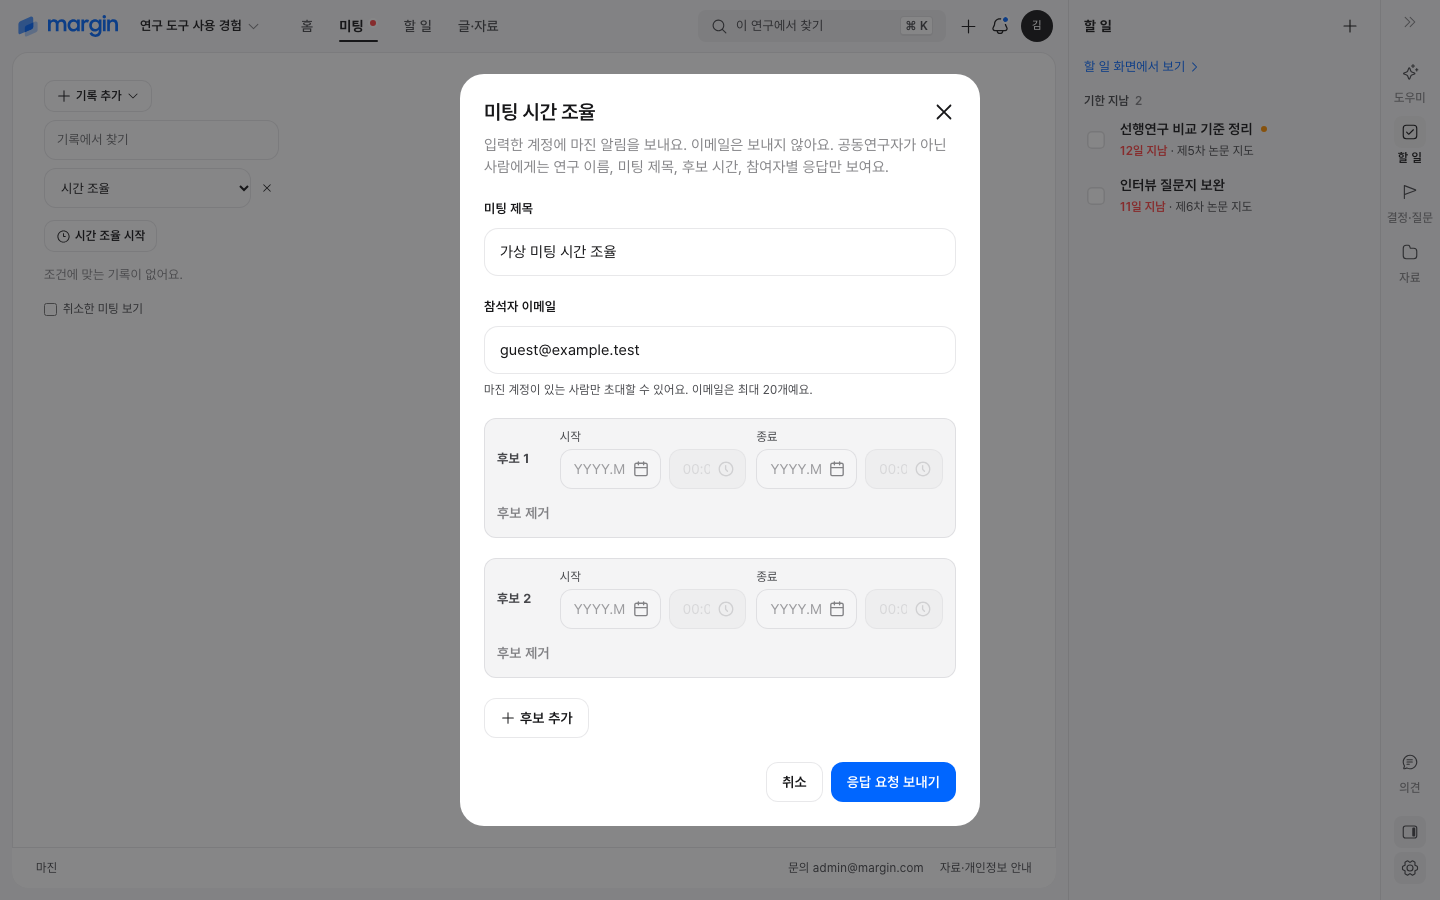 margin
연구 도구 사용 경험
홈
미팅
할 일
글·자료
이 연구에서 찾기
⌘ K
김
할 일
기록 추가
기록에서 찾기
시간 조율
시간 조율 시작
조건에 맞는 기록이 없어요.
취소한 미팅 보기
미팅 시간 조율
입력한 계정에 마진 알림을 보내요. 이메일은 보내지 않아요. 공동연구자가 아닌
사람에게는 연구 이름, 미팅 제목, 후보 시간, 참여자별 응답만 보여요.
미팅 제목
가상 미팅 시간 조율
참석자 이메일
guest@example.test
마진 계정이 있는 사람만 초대할 수 있어요. 이메일은 최대 20개예요.
시작
종료
후보 1
YYYY.M
00:0
YYYY.M
00:0
후보 제거
시작
종료
후보 2
YYYY.M
00:0
YYYY.M
00:0
후보 제거
후보 추가
취소
응답 요청 보내기
할 일 화면에서 보기
기한 지남 2
선행연구 비교 기준 정리
12일 지남 · 제5차 논문 지도
인터뷰 질문지 보완
11일 지남 · 제6차 논문 지도
도우미
할 일
결정·질문
자료
의견
마진
문의 admin@margin.com
자료·개인정보 안내